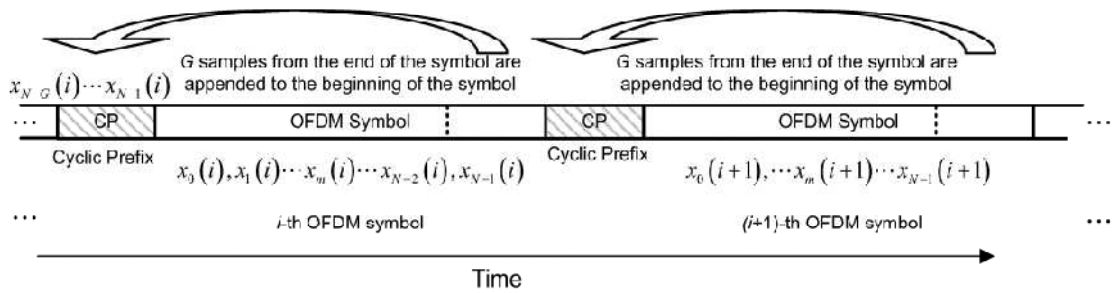 G samples from the end of the symbol are
appended to the beginning of the symbol
G samples from the end of the symbol are
appended to the beginning of the symbol
x_{N-G}(i)⋯x_{N-1}(i)
⋯ CP OFDM Symbol CP OFDM Symbol ⋯
Cyclic Prefix Cyclic Prefix
x_0(i), x_1(i)⋯x_m(i)⋯x_{N-2}(i), x_{N-1}(i) x_0(i+1),⋯x_m(i+1)⋯x_{N-1}(i+1)
⋯ i-th OFDM symbol (i+1)-th OFDM symbol ⋯
Time